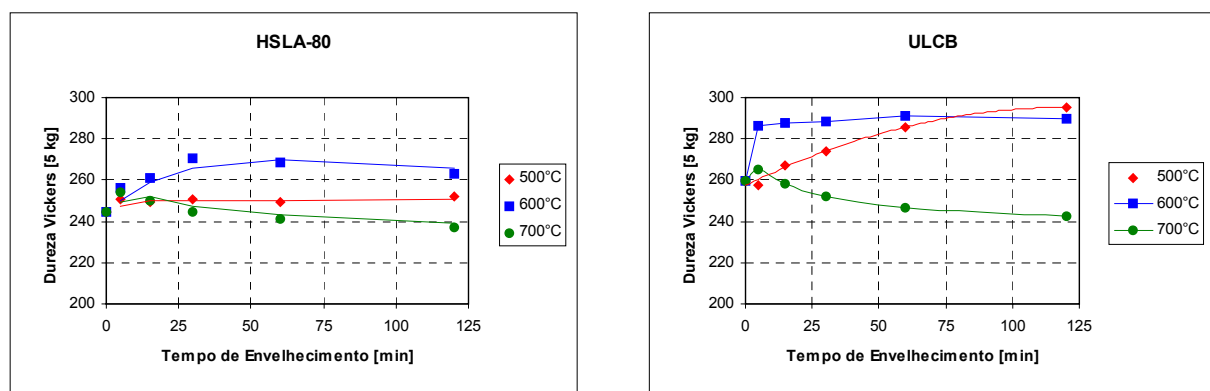 HSLA-80
300
280
260
240
220
200
0 25 50 75 100 125
Dureza Vickers [5 kg]
Tempo de Envelhecimento [min]
500°C
600°C
700°C
ULCB
300
280
260
240
220
200
0 25 50 75 100 125
Dureza Vickers [5 kg]
Tempo de Envelhecimento [min]
500°C
600°C
700°C